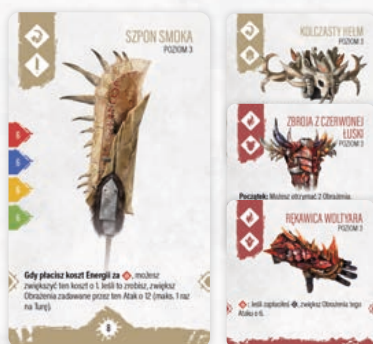 SZPON SMOKA
POZIOM 3
Gdy płacisz koszt Energii za , możesz
zwiększyć ten koszt o 1. Jeśli to zrobisz, zwiększ
Obrażenia zadawane przez ten Atak o 12 (maks. 1 raz
na Turę).
KOLCZASTY HEŁM
POZIOM 3
ZBROJA Z CZERWONEJ
ŁUSKI
POZIOM 3
Początek: Możesz otrzymać 2 Obrażenia.
RĘKAWICA WOLTYARA
POZIOM 3
: Jeśli zapłaciłeś , zwiększ Obrażenia tego
Ataku o 6.